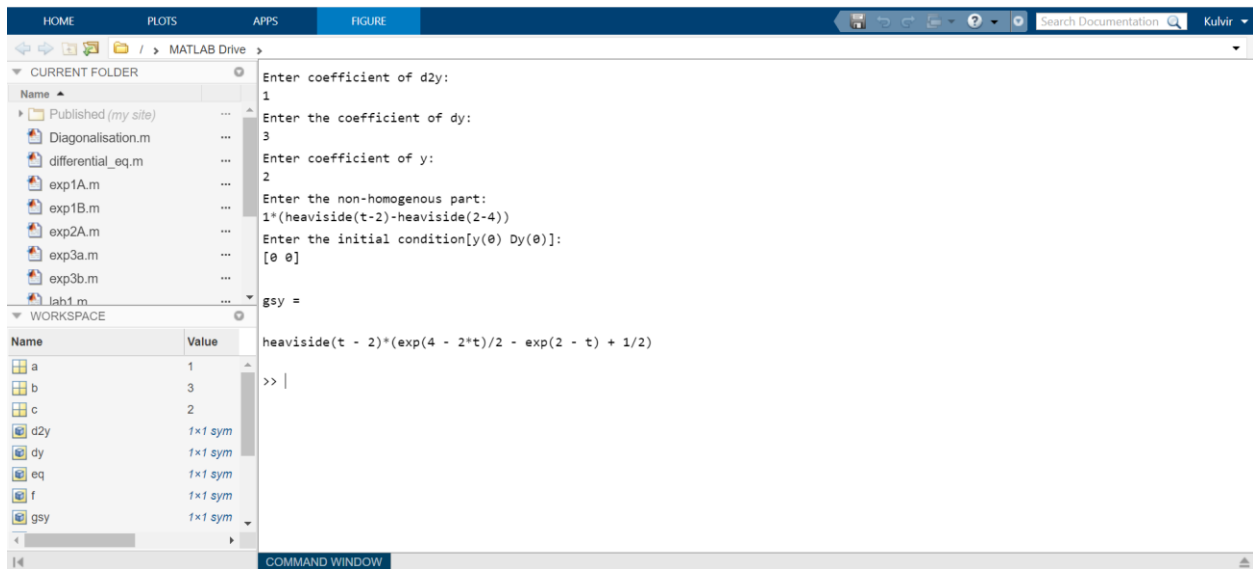 HOME PLOTS APPS FIGURE Search Documentation Kulvir
/ › MATLAB Drive ›
CURRENT FOLDER
Name
Published (my site) ...
Diagonalisation.m ...
differential_eq.m ...
exp1A.m ...
exp1B.m ...
exp2A.m ...
exp3a.m ...
exp3b.m ...
lab1.m ...
WORKSPACE
Name Value
a 1
b 3
c 2
d2y 1×1 sym
dy 1×1 sym
eq 1×1 sym
f 1×1 sym
gsy 1×1 sym
Enter coefficient of d2y:
1
Enter the coefficient of dy:
3
Enter coefficient of y:
2
Enter the non-homogenous part:
1*(heaviside(t-2)-heaviside(2-4))
Enter the initial condition[y(0) Dy(0)]:
[0 0]
gsy =
heaviside(t - 2)*(exp(4 - 2*t)/2 - exp(2 - t) + 1/2)
>>
COMMAND WINDOW